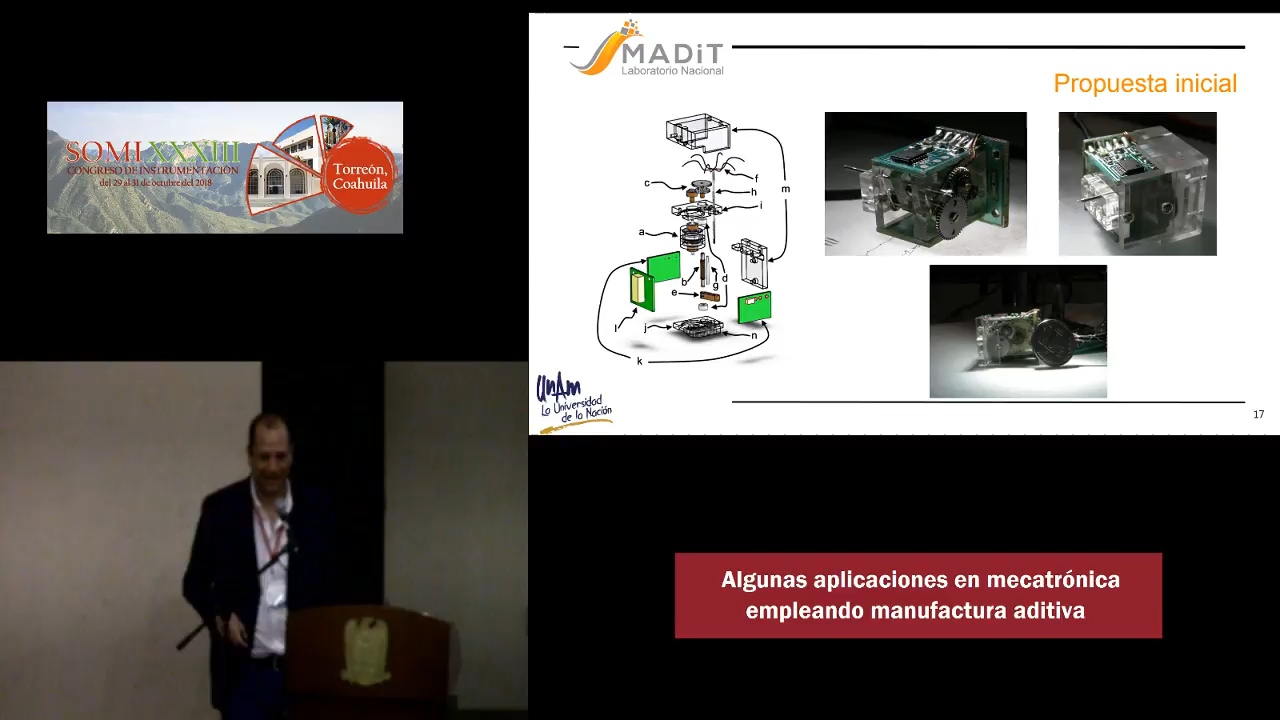 SOMI XXXIII
CONGRESO DE INSTRUMENTACIÓN
del 29 al 31 de octubre del 2018
Torreón,
Coahuila
MADiT
Laboratorio Nacional
Propuesta inicial
c
f
h
m
i
a
b
g
d
e
l
j
n
k
UNAM
La Universidad
de la Nación
17
Algunas aplicaciones en mecatrónica
empleando manufactura aditiva